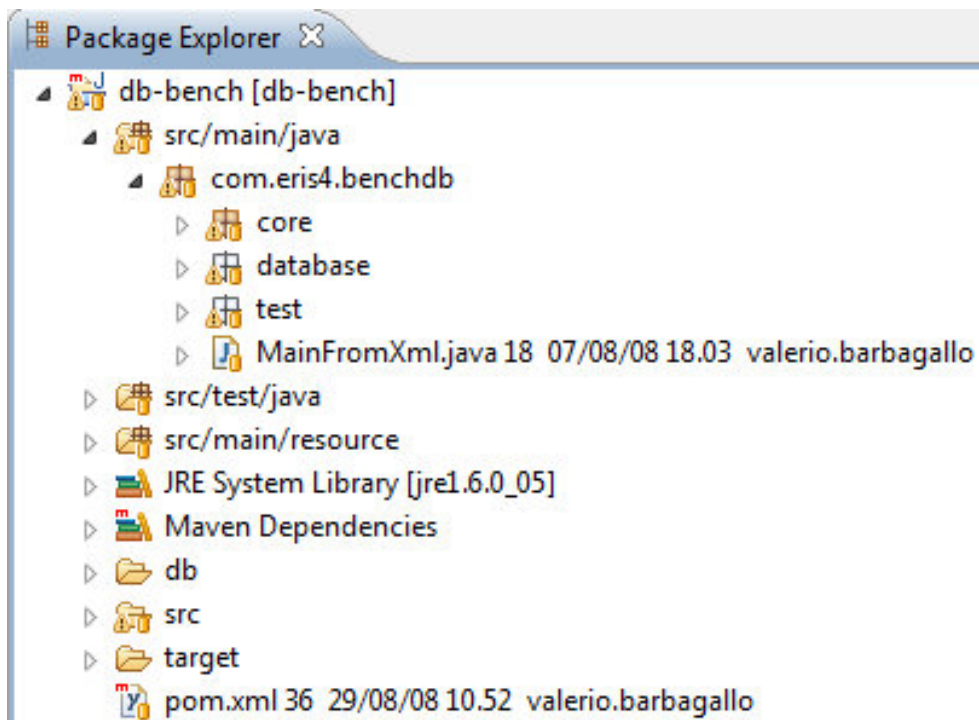 Package Explorer
db-bench [db-bench]
src/main/java
com.eris4.benchdb
core
database
test
MainFromXml.java 18 07/08/08 18.03 valerio.barbagallo
src/test/java
src/main/resource
JRE System Library [jre1.6.0_05]
Maven Dependencies
db
src
target
pom.xml 36 29/08/08 10.52 valerio.barbagallo